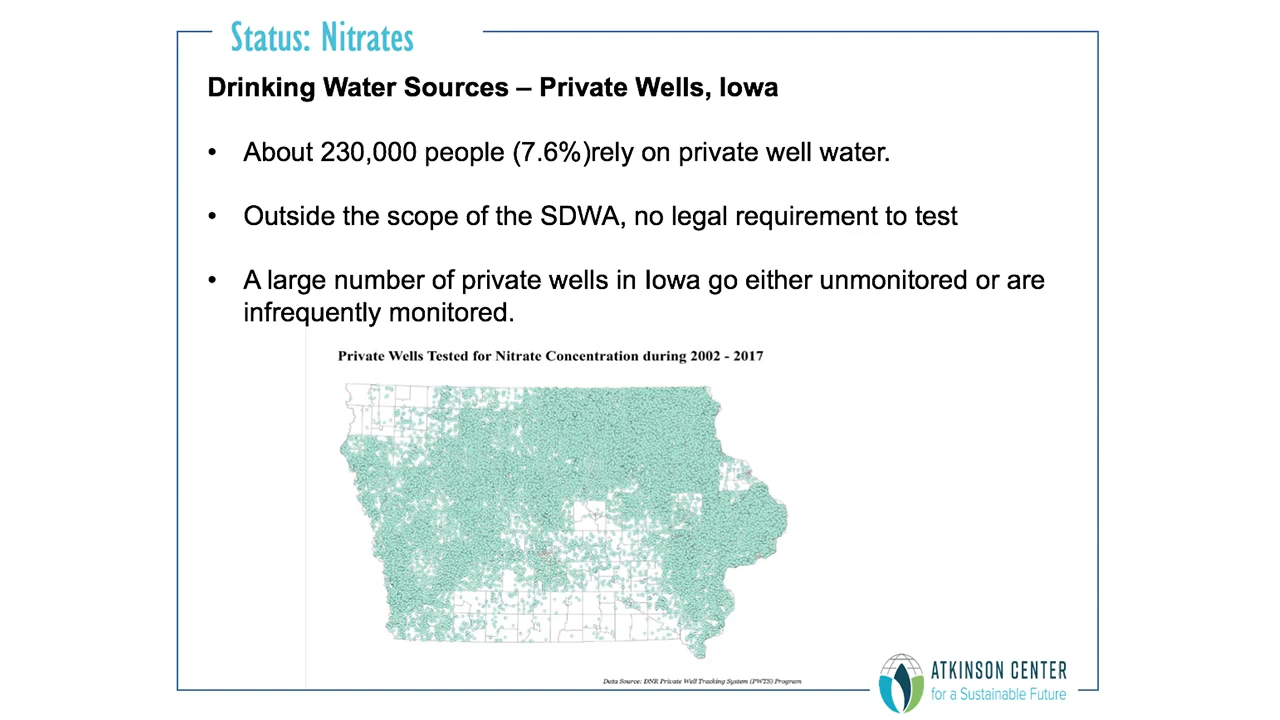 Status: Nitrates
Drinking Water Sources – Private Wells, Iowa
• About 230,000 people (7.6%)rely on private well water.
• Outside the scope of the SDWA, no legal requirement to test
• A large number of private wells in Iowa go either unmonitored or are
infrequently monitored.
Private Wells Tested for Nitrate Concentration during 2002 - 2017
Data Source: DNR Private Well Tracking System (PWTS) Program
ATKINSON CENTER
for a Sustainable Future